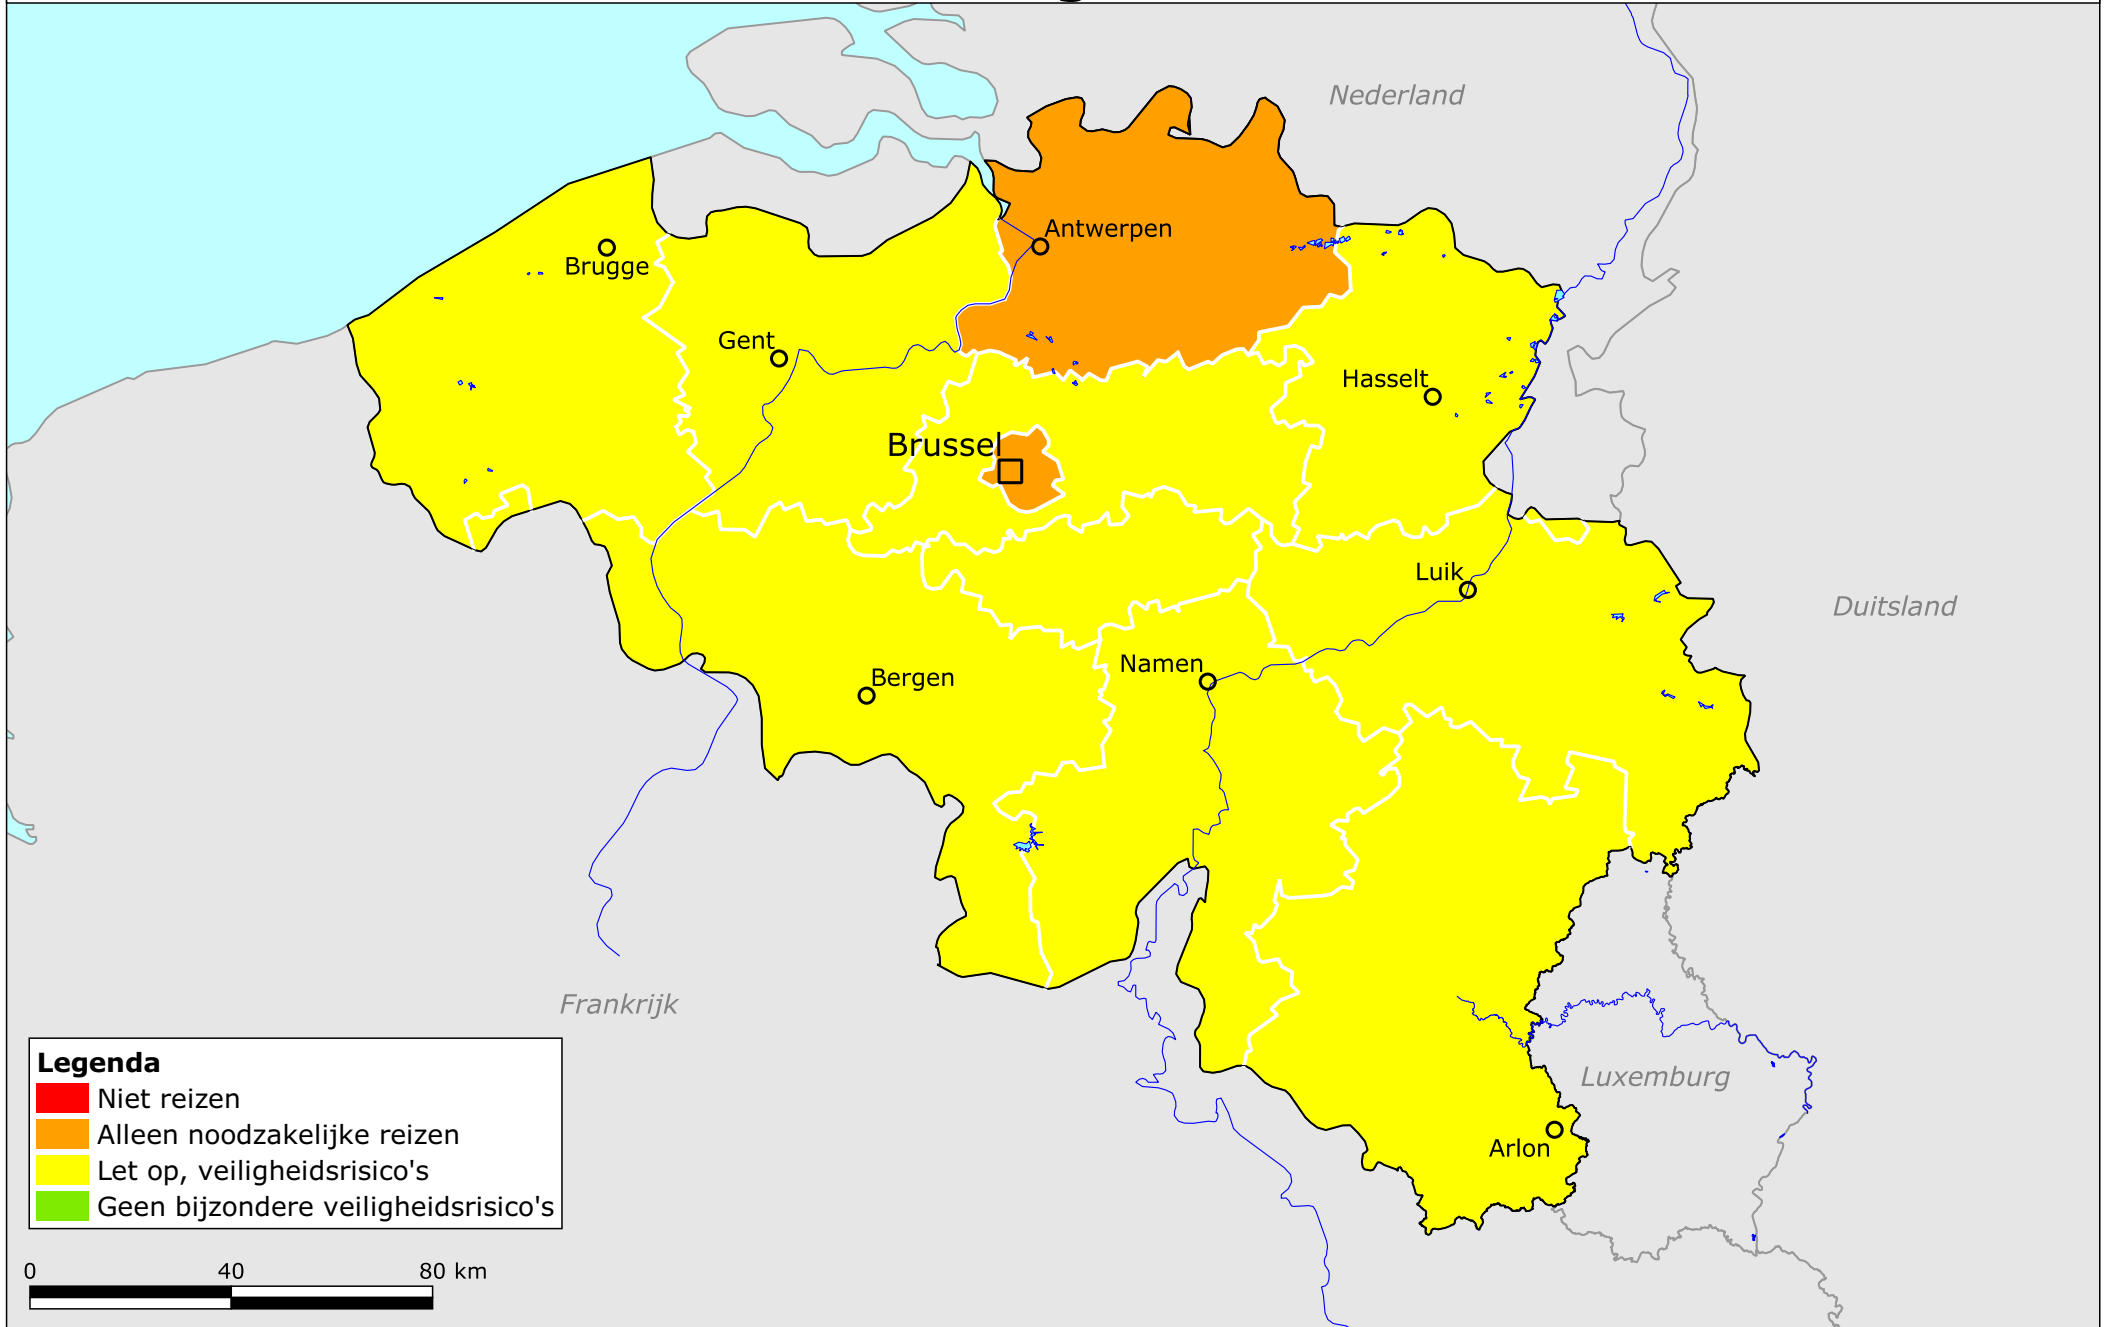 Nederland
Antwerpen
Brugge
Gent
Hasselt
Brussel
Luik
Duitsland
Namen
Bergen
Frankrijk
Luxemburg
Arlon
Legenda
Niet reizen
Alleen noodzakelijke reizen
Let op, veiligheidsrisico's
Geen bijzondere veiligheidsrisico's
0 40 80 km